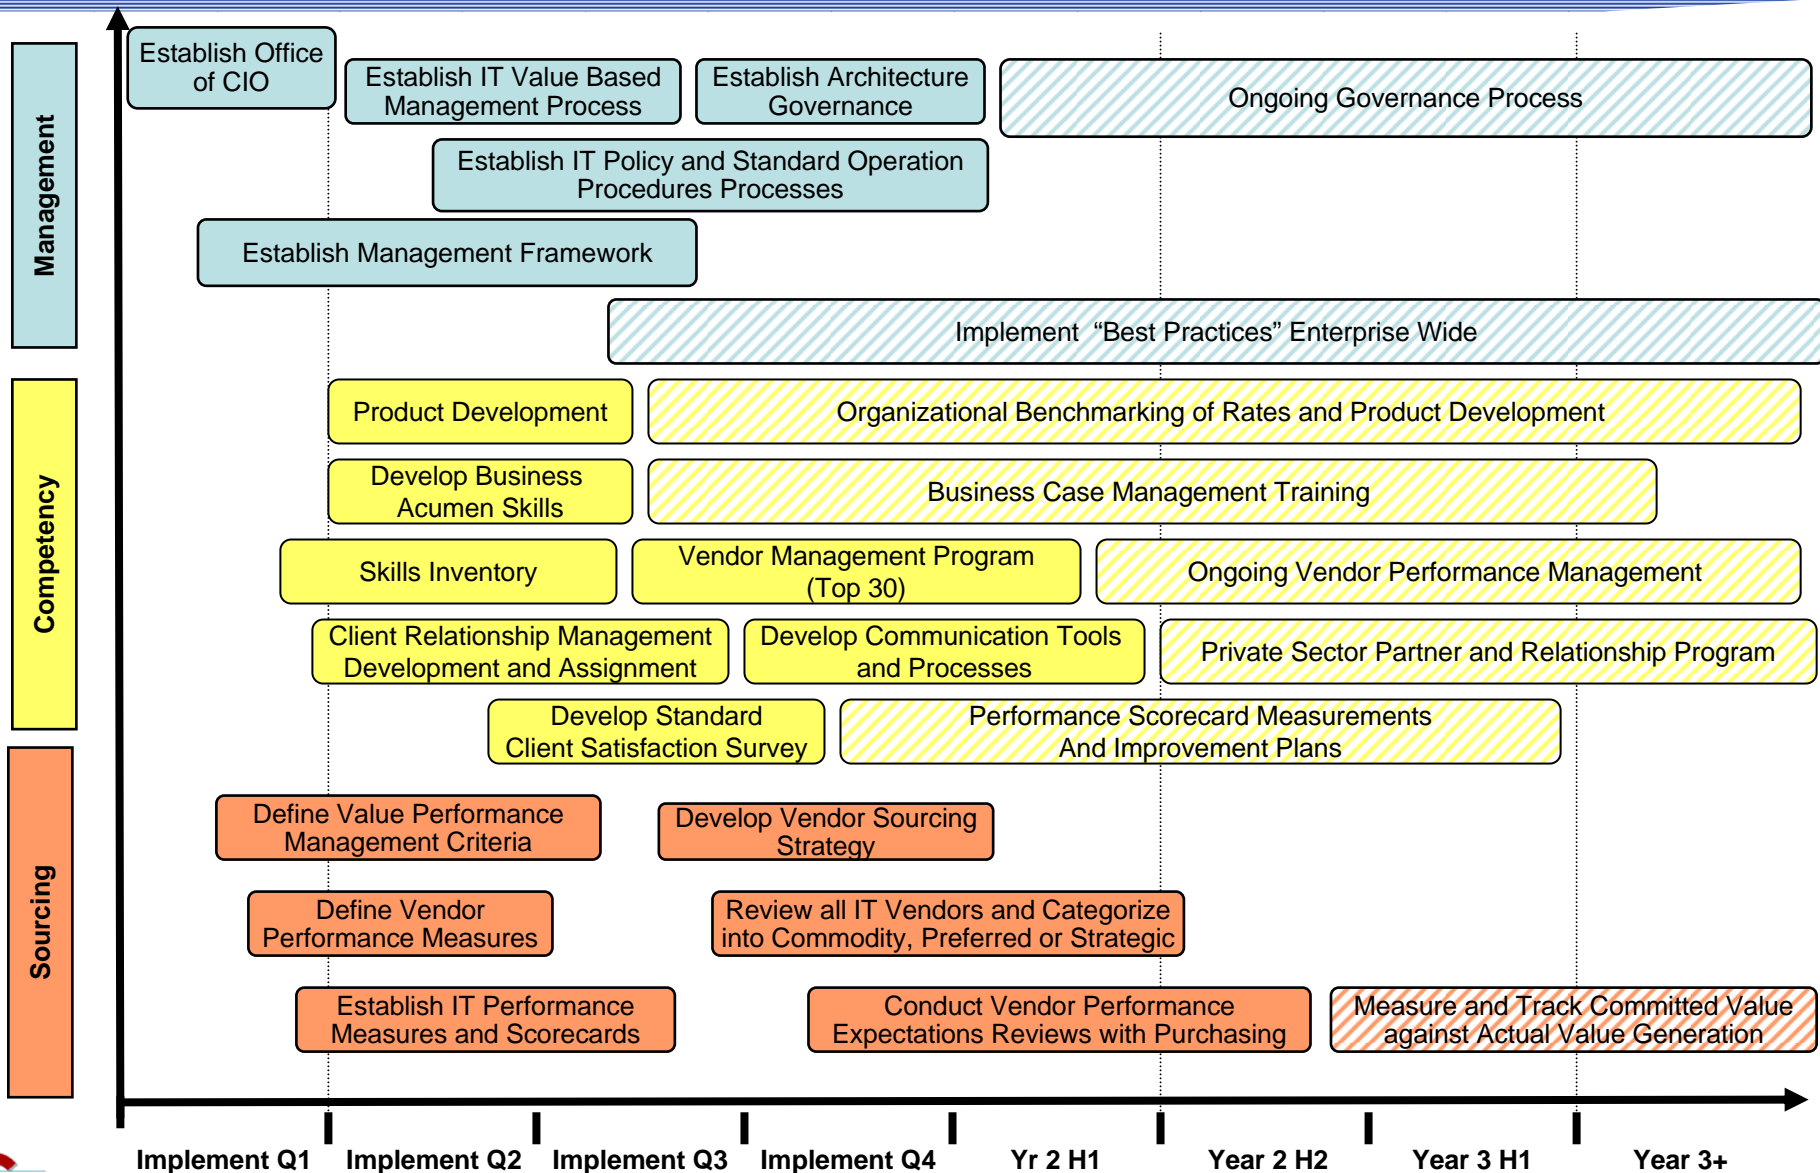 Management
Establish Office
of CIO
Establish IT Value Based
Management Process
Establish Architecture
Governance
Ongoing Governance Process
Establish IT Policy and Standard Operation
Procedures Processes
Establish Management Framework
Implement “Best Practices” Enterprise Wide
Competency
Product Development
Organizational Benchmarking of Rates and Product Development
Develop Business
Acumen Skills
Business Case Management Training
Skills Inventory
Vendor Management Program
(Top 30)
Ongoing Vendor Performance Management
Client Relationship Management
Development and Assignment
Develop Communication Tools
and Processes
Private Sector Partner and Relationship Program
Develop Standard
Client Satisfaction Survey
Performance Scorecard Measurements
And Improvement Plans
Sourcing
Define Value Performance
Management Criteria
Develop Vendor Sourcing
Strategy
Define Vendor
Performance Measures
Review all IT Vendors and Categorize
into Commodity, Preferred or Strategic
Establish IT Performance
Measures and Scorecards
Conduct Vendor Performance
Expectations Reviews with Purchasing
Measure and Track Committed Value
against Actual Value Generation
Implement Q1
Implement Q2
Implement Q3
Implement Q4
Yr 2 H1
Year 2 H2
Year 3 H1
Year 3+